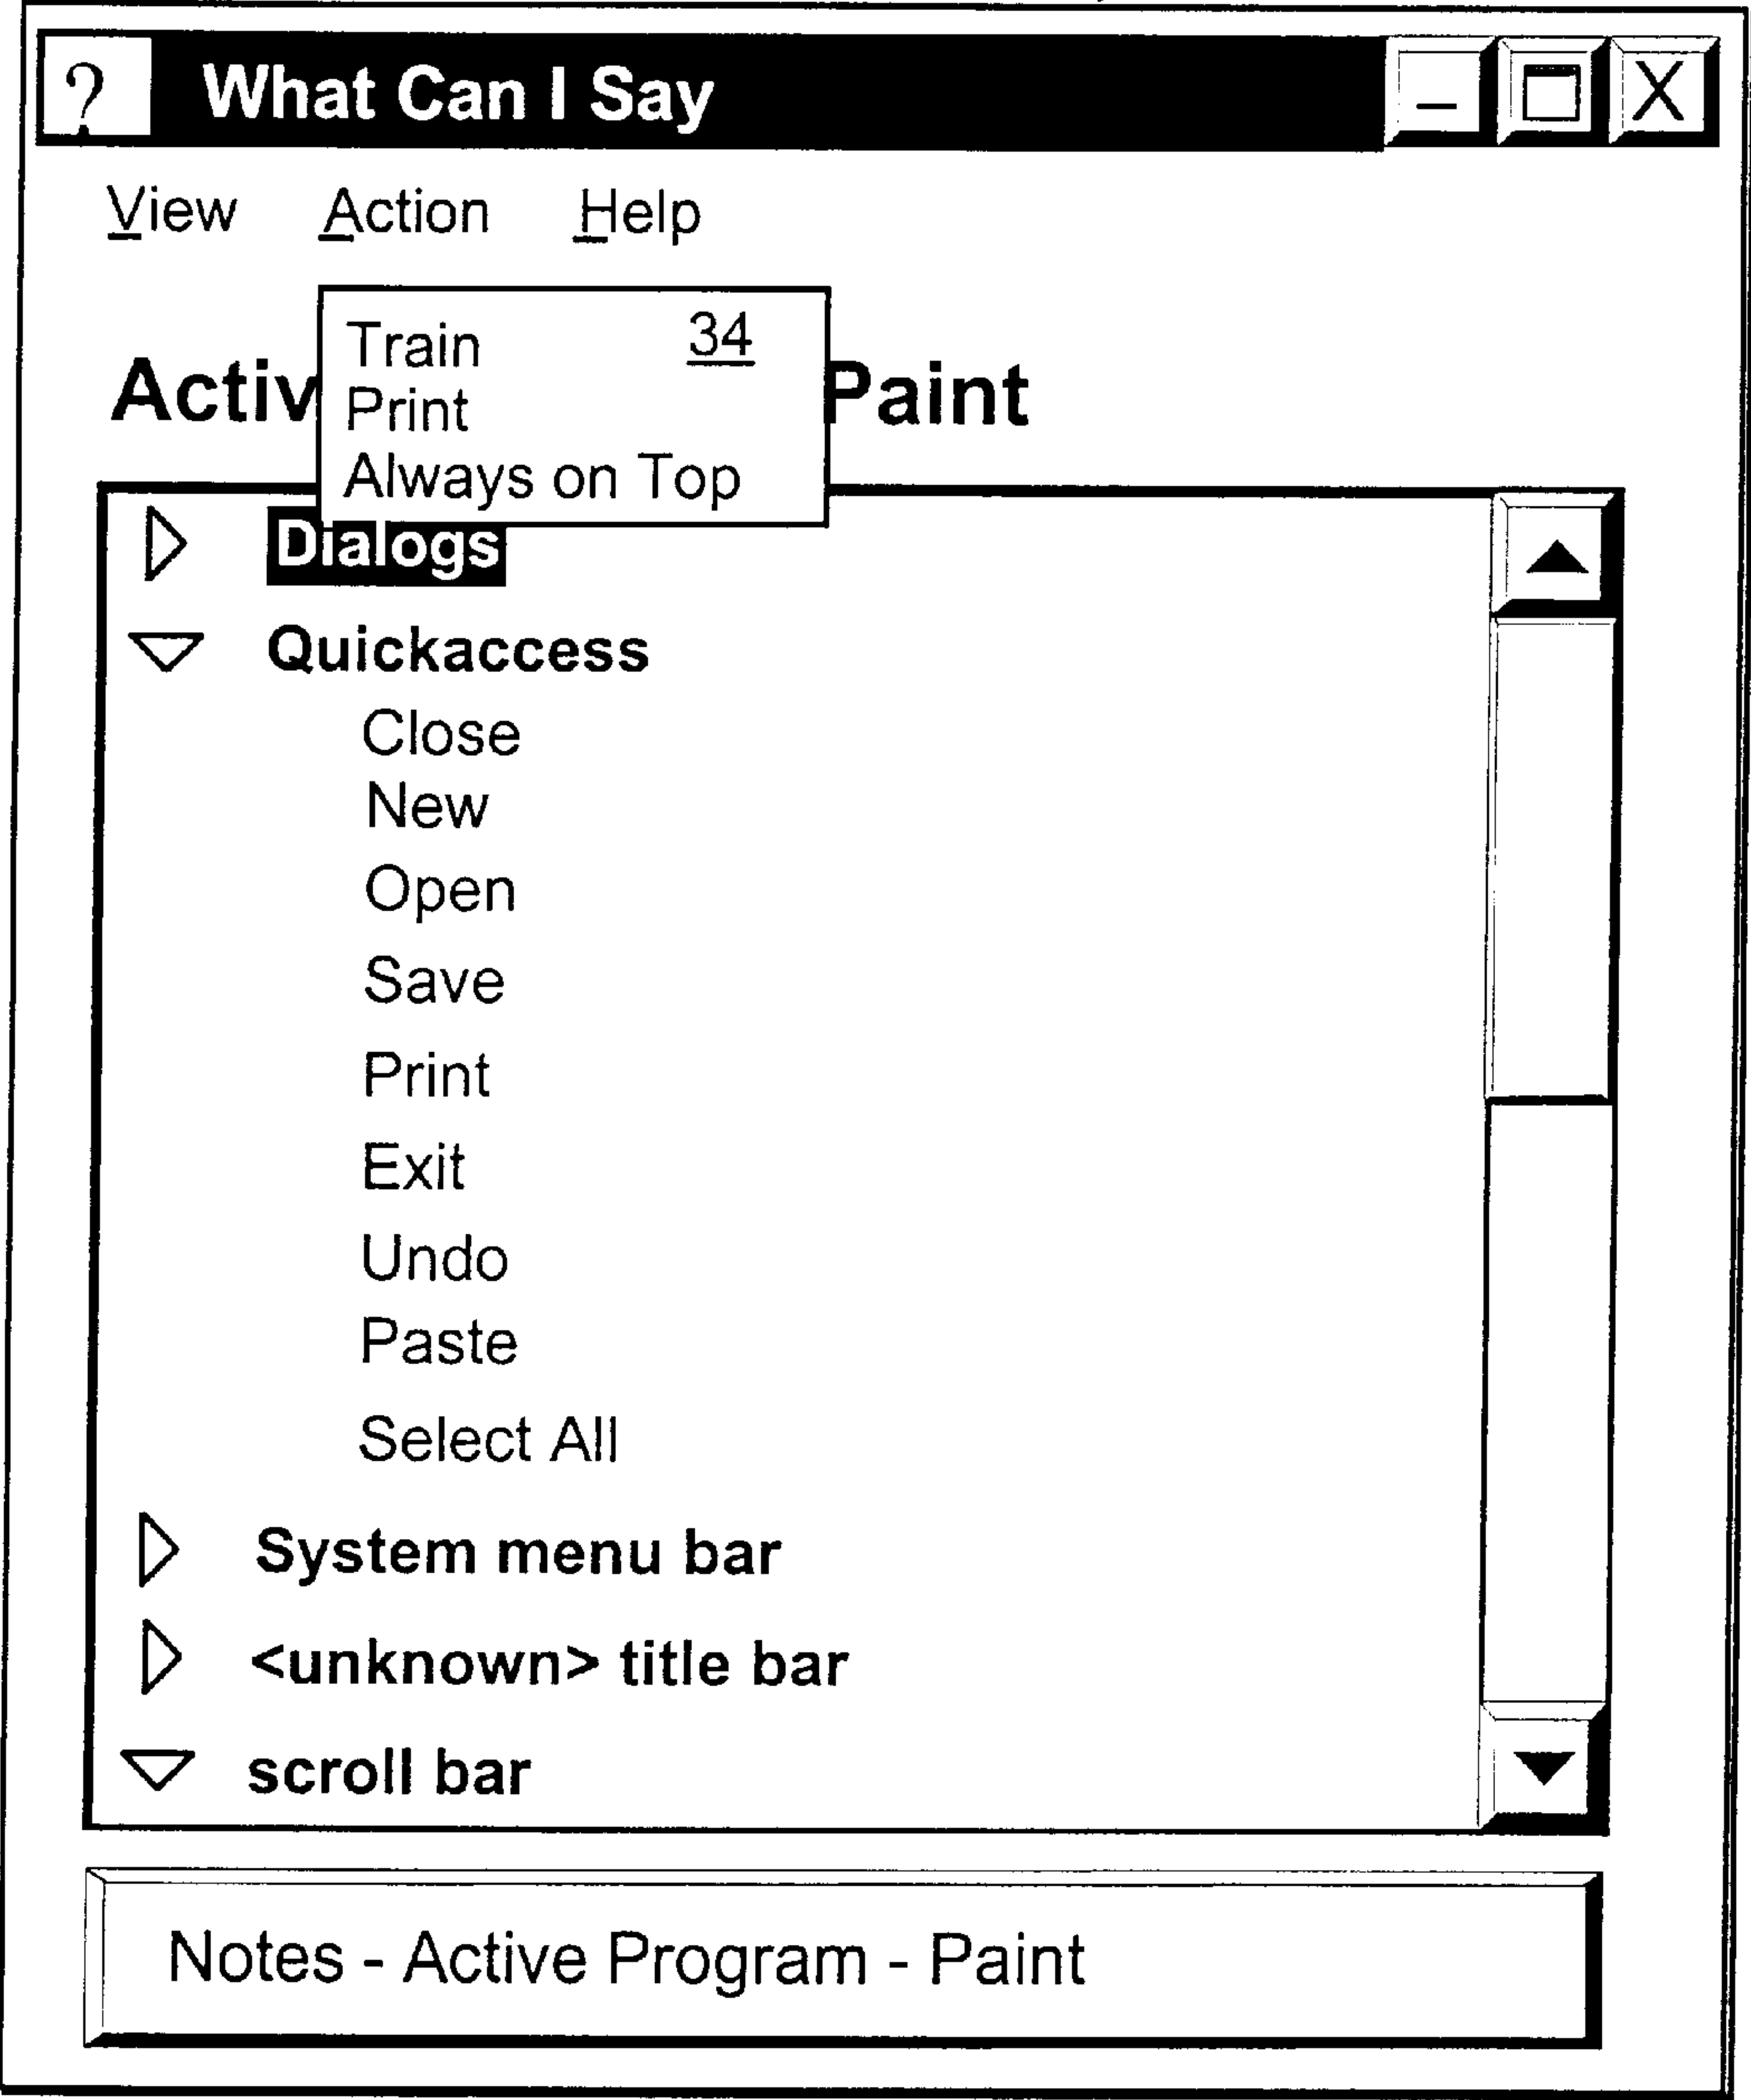 ? What Can I Say _ X
View Action Help
Train 34
Print
Always on Top
Activ Paint
Dialogs
Quickaccess
Close
New
Open
Save
Print
Exit
Undo
Paste
Select All
System menu bar
<unknown> title bar
scroll bar
Notes - Active Program - Paint